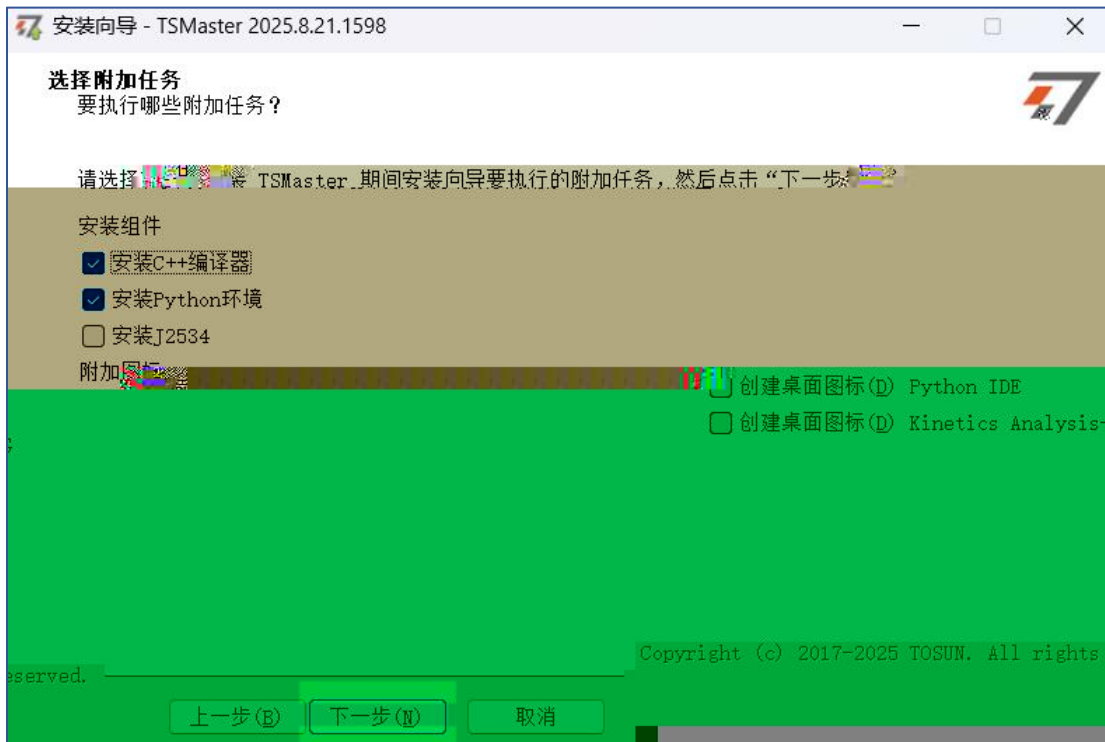 安装向导 - TSMaster 2025.8.21.1598
选择附加任务
要执行哪些附加任务？
请选择 TSMaster 期间安装向导要执行的附加任务，然后点击“下一步
安装组件
安装C++编译器
安装Python环境
安装J2534
附加图标
创建桌面图标(D) Python IDE
创建桌面图标(D) Kinetics Analysis-
Copyright (c) 2017-2025 TOSUN. All rights
eserved.
上一步(B)
下一步(N)
取消